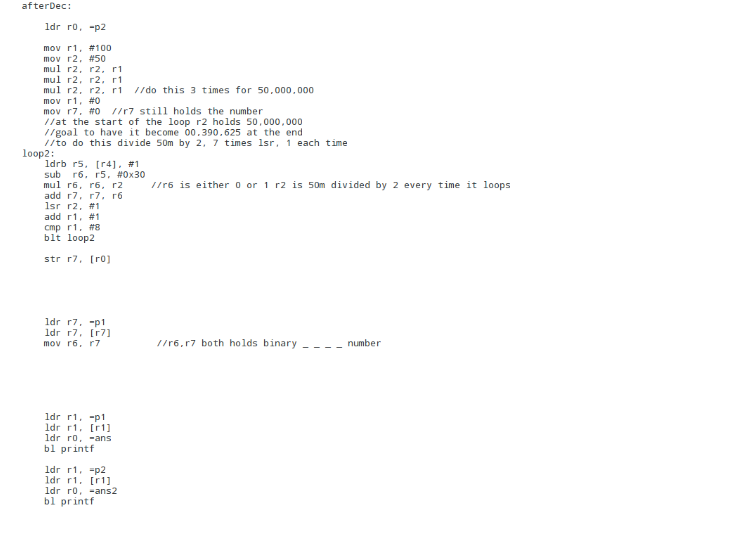 afterDec:
ldr r0, =p2
mov r1, #100
mov r2, #50
mul r2, r2, r1
mul r2, r2, r1
mul r2, r2, r1 //do this 3 times for 50,000,000
mov r1, #0
mov r7, #0 //r7 still holds the number
//at the start of the loop r2 holds 50,000,000
//goal to have it become 00,390,625 at the end
//to do this divide 50m by 2, 7 times lsr, 1 each time
loop2:
ldrb r5, [r4], #1
sub r6, r5, #0x30
mul r6, r6, r2 //r6 is either 0 or 1 r2 is 50m divided by 2 every time it loops
add r7, r7, r6
lsr r2, #1
add r1, #1
cmp r1, #8
blt loop2
str r7, [r0]
ldr r7, =p1
ldr r7, [r7]
mov r6, r7 //r6,r7 both holds binary _ _ _ _ number
ldr r1, =p1
ldr r1, [r1]
ldr r0, =ans
bl printf
ldr r1, =p2
ldr r1, [r1]
ldr r0, =ans2
bl printf